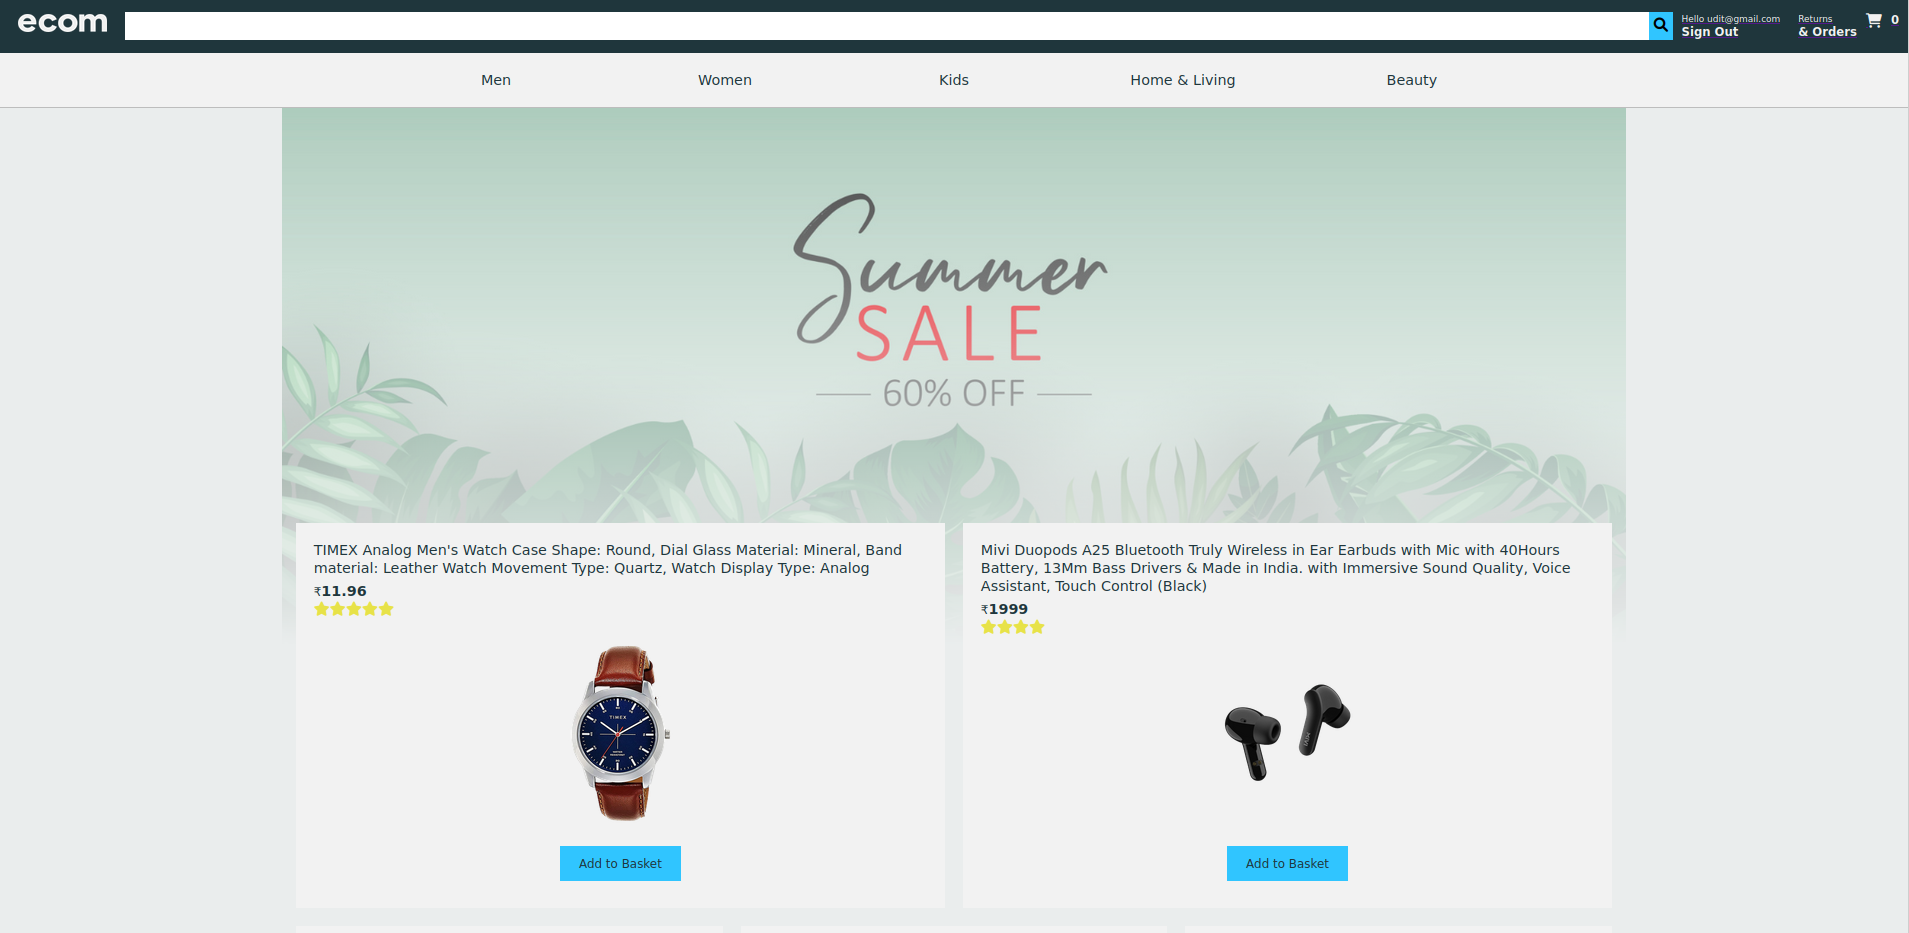 ecom
Hello udit@gmail.com
Sign Out
Returns
& Orders
0
Men
Women
Kids
Home & Living
Beauty
Summer
SALE
60% OFF
TIMEX Analog Men's Watch Case Shape: Round, Dial Glass Material: Mineral, Band
material: Leather Watch Movement Type: Quartz, Watch Display Type: Analog
₹11.96
TIMEX
Add to Basket
Mivi Duopods A25 Bluetooth Truly Wireless in Ear Earbuds with Mic with 40Hours
Battery, 13Mm Bass Drivers & Made in India. with Immersive Sound Quality, Voice
Assistant, Touch Control (Black)
₹1999
Add to Basket